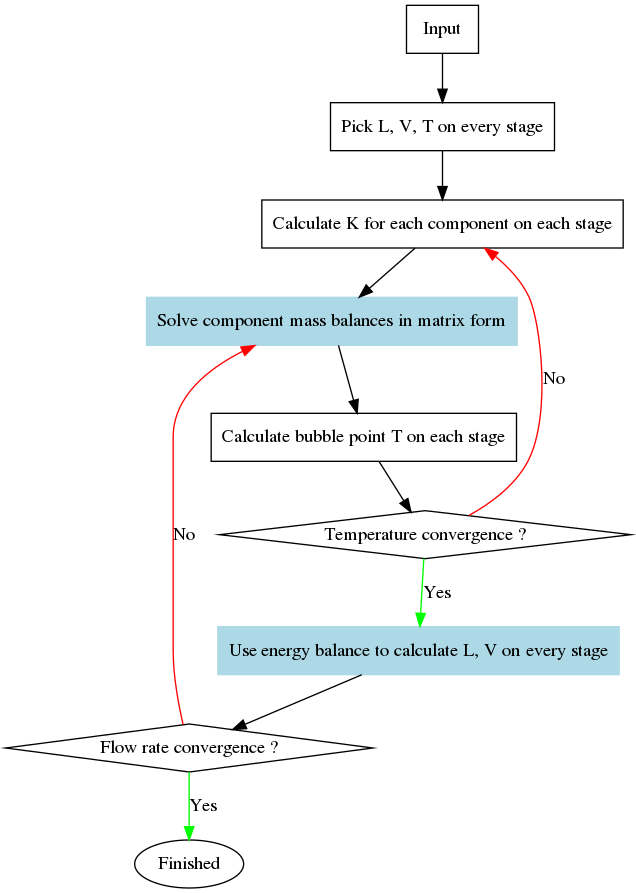 Input
Pick L, V, T on every stage
Calculate K for each component on each stage
Solve component mass balances in matrix form
No
Calculate bubble point T on each stage
No
Temperature convergence ?
Yes
Use energy balance to calculate L, V on every stage
Flow rate convergence ?
Yes
Finished